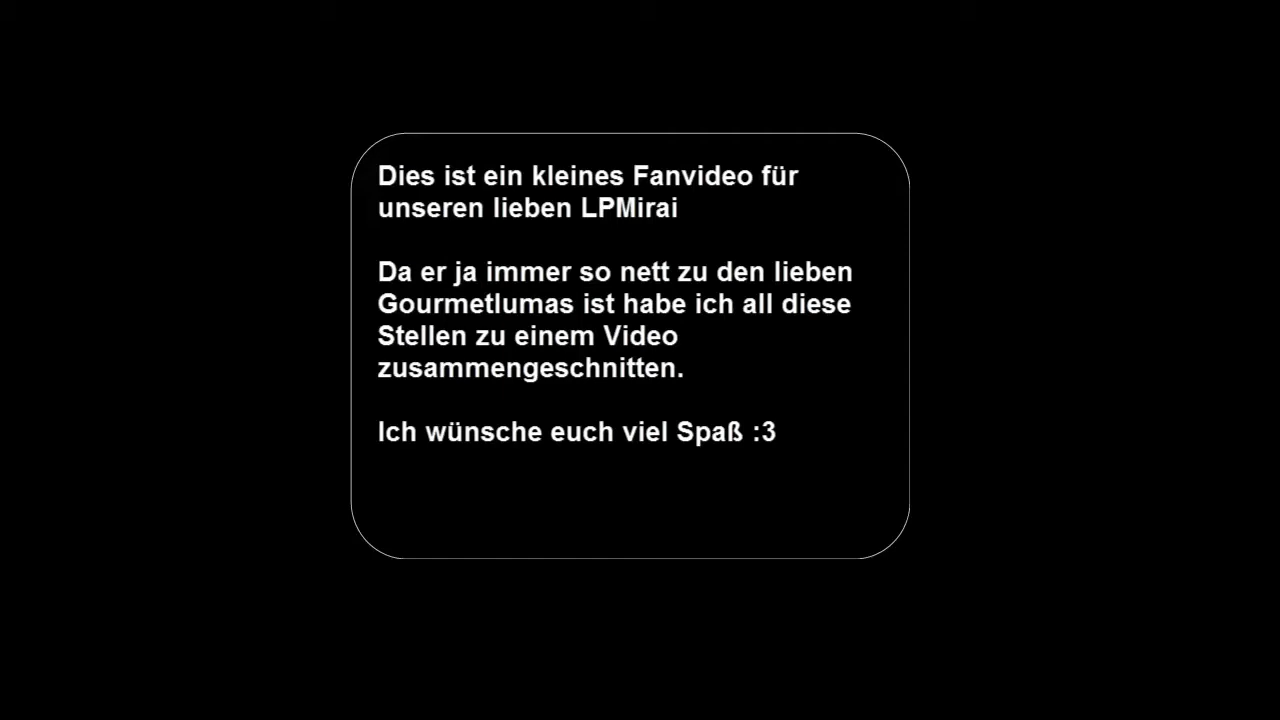 Dies ist ein kleines Fanvideo für
unseren lieben LPMirai
Da er ja immer so nett zu den lieben
Gourmetlumas ist habe ich all diese
Stellen zu einem Video
zusammengeschnitten.
Ich wünsche euch viel Spaß :3